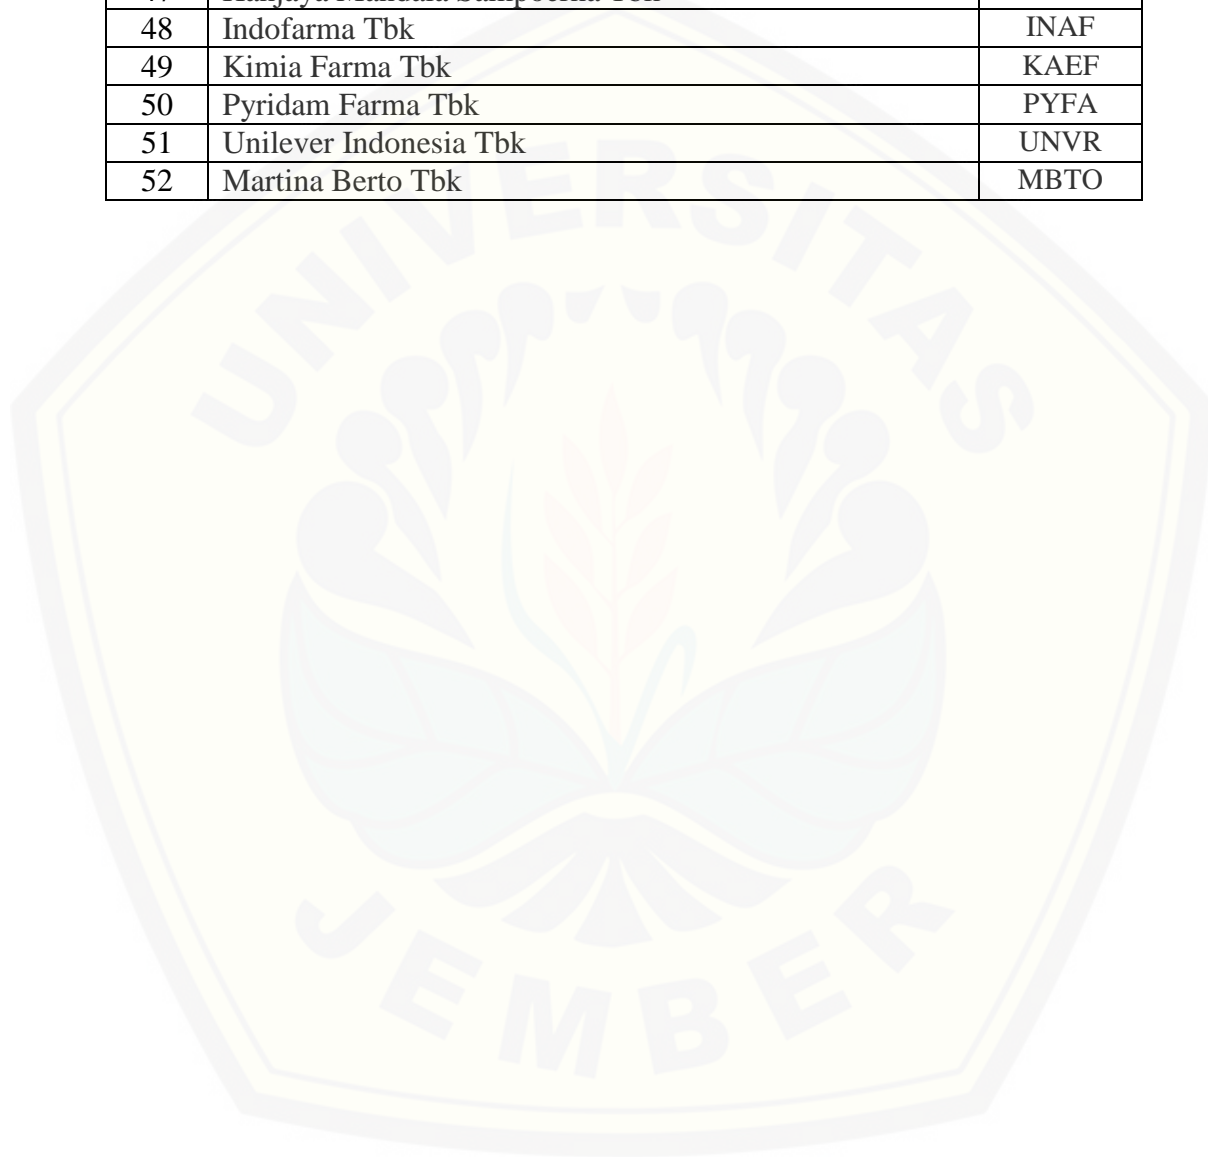 48 Indofarma Tbk INAF
49 Kimia Farma Tbk KAEF
50 Pyridam Farma Tbk PYFA
51 Unilever Indonesia Tbk UNVR
52 Martina Berto Tbk MBTO
UNIVERSITAS
JEMBER